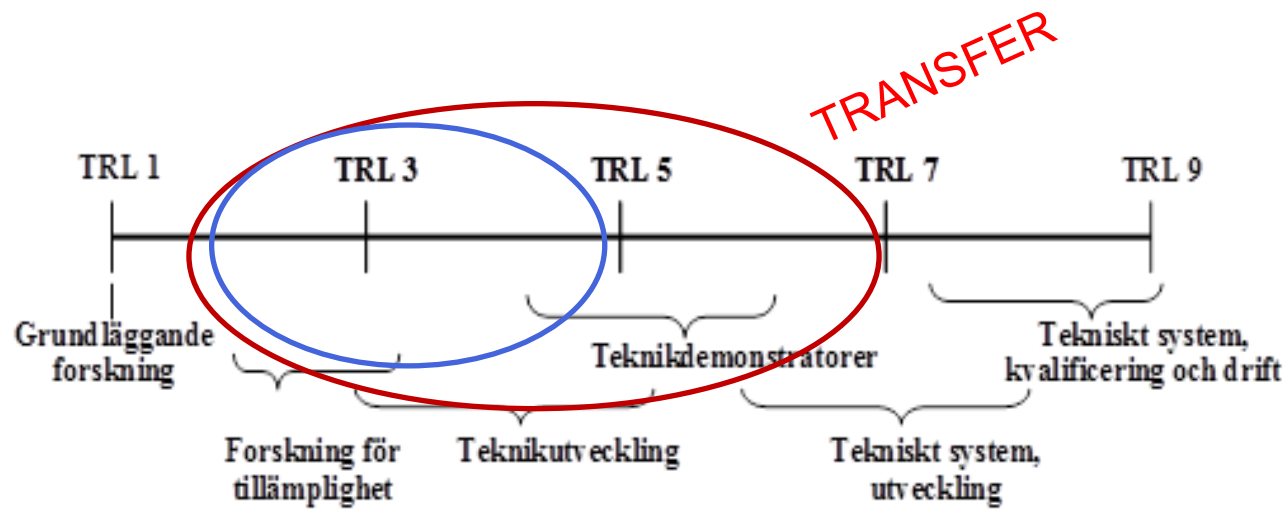 TRANSFER
TRL 1
TRL 3
TRL 5
TRL 7
TRL 9
Grundläggande
forskning
Teknikdemonstratorer
Tekniskt system,
kvalificering och drift
Forskning för
tillämplighet
Teknikutveckling
Tekniskt system,
utveckling